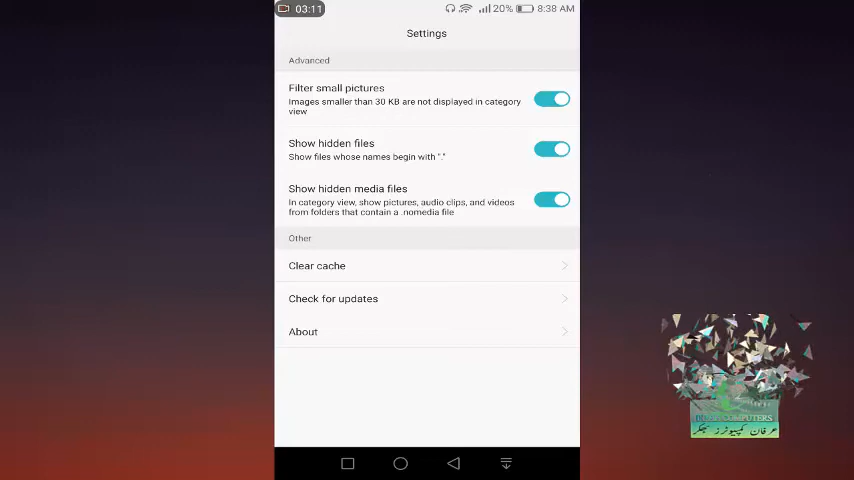 03:11
20% 8:38 AM
Settings
Advanced
Filter small pictures
Images smaller than 30 KB are not displayed in category
view
Show hidden files
Show files whose names begin with "."
Show hidden media files
In category view, show pictures, audio clips, and videos
from folders that contain a .nomedia file
Other
Clear cache
Check for updates
About
COMPUTERS
عرفان کمپیوٹرز